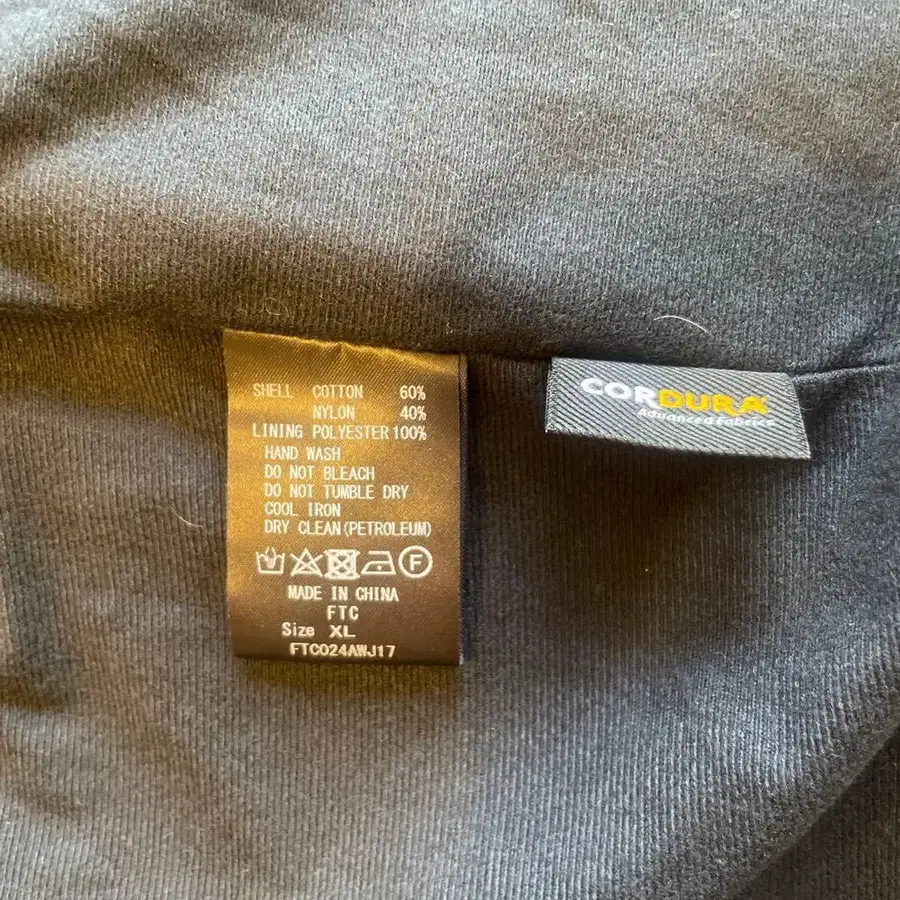 SHELL COTTON 60%
NYLON 40%
LINING POLYESTER 100%
HAND WASH
DO NOT BLEACH
DO NOT TUMBLE DRY
COOL IRON
DRY CLEAN(PETROLEUM)
F
MADE IN CHINA
FTC
Size XL
FTC024AWJ17
CORDURA®
Advanced Fabrics